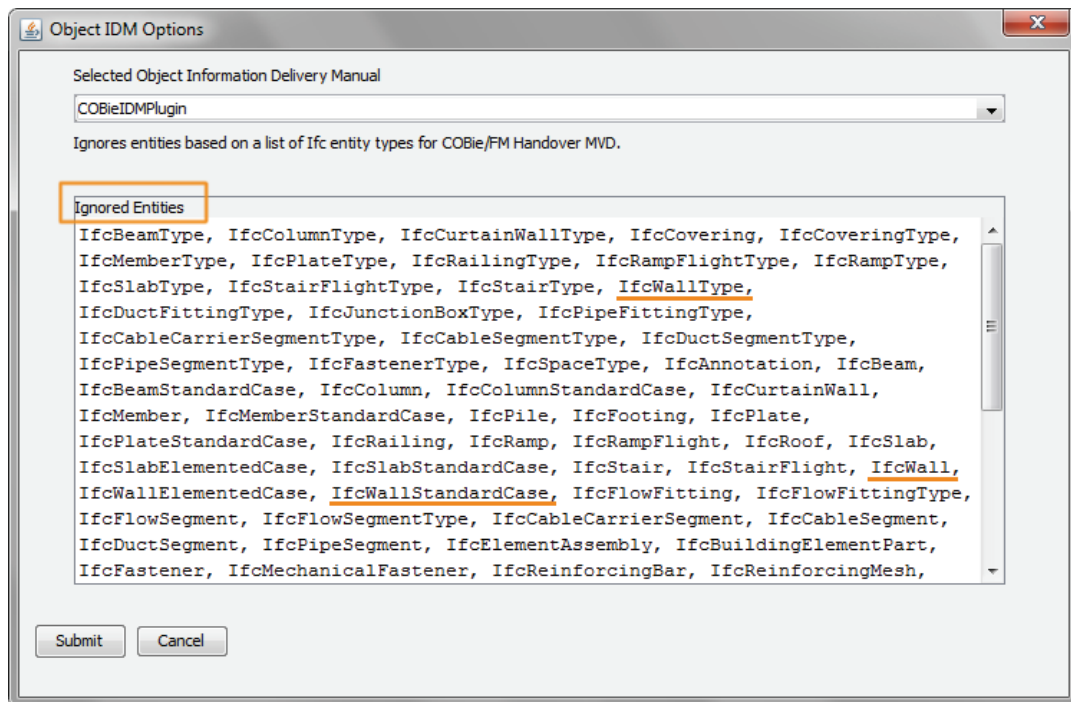 Object IDM Options
X
Selected Object Information Delivery Manual
COBieIDMPlugin
Ignores entities based on a list of Ifc entity types for COBie/FM Handover MVD.
Ignored Entities
IfcBeamType, IfcColumnType, IfcCurtainWallType, IfcCovering, IfcCoveringType,
IfcMemberType, IfcPlateType, IfcRailingType, IfcRampFlightType, IfcRampType,
IfcSlabType, IfcStairFlightType, IfcStairType, IfcWallType,
IfcDuctFittingType, IfcJunctionBoxType, IfcPipeFittingType,
IfcCableCarrierSegmentType, IfcCableSegmentType, IfcDuctSegmentType,
IfcPipeSegmentType, IfcFastenerType, IfcSpaceType, IfcAnnotation, IfcBeam,
IfcBeamStandardCase, IfcColumn, IfcColumnStandardCase, IfcCurtainWall,
IfcMember, IfcMemberStandardCase, IfcPile, IfcFooting, IfcPlate,
IfcPlateStandardCase, IfcRailing, IfcRamp, IfcRampFlight, IfcRoof, IfcSlab,
IfcSlabElementedCase, IfcSlabStandardCase, IfcStair, IfcStairFlight, IfcWall,
IfcWallElementedCase, IfcWallStandardCase, IfcFlowFitting, IfcFlowFittingType,
IfcFlowSegment, IfcFlowSegmentType, IfcCableCarrierSegment, IfcCableSegment,
IfcDuctSegment, IfcPipeSegment, IfcElementAssembly, IfcBuildingElementPart,
IfcFastener, IfcMechanicalFastener, IfcReinforcingBar, IfcReinforcingMesh,
Submit
Cancel